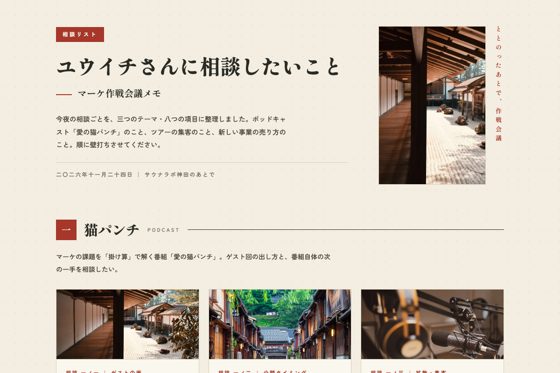 相談リスト
ユウイチさんに相談したいこと
マーケ作戦会議メモ
今夜の相談ごとを、三つのテーマ・八つの項目に整理しました。ポッドキャ
スト「愛の猫パンチ」のこと、ツアーの集客のこと、新しい事業の売り方の
こと。順に壁打ちさせてください。
二〇二六年十一月二十四日 | サウナラボ神田のあとで
ととのったあとで、作戦会議
一 猫パンチ PODCAST
マーケの課題を「掛け算」で解く番組「愛の猫パンチ」。ゲスト回の出し方と、番組自体の次
の一手を相談したい。